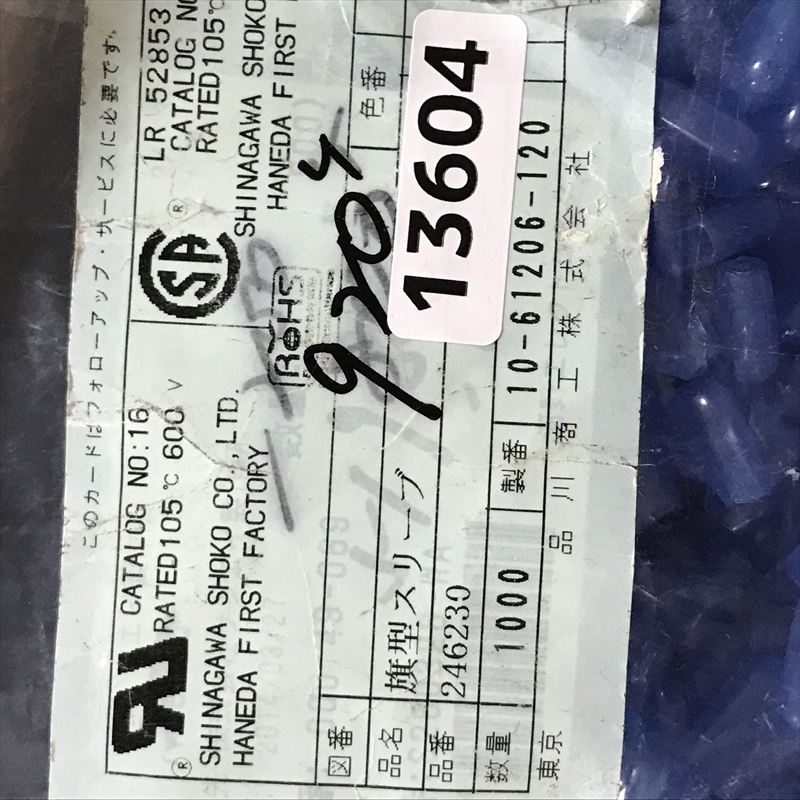 このカードはフォローアップ・サービスに必要です。
CATALOG NO:16
RATED105℃ 600 V
SHINAGAWA SHOKO CO.,LTD.
HANEDA FIRST FACTORY
LR 52853
CATALOG NO
RATED105℃
SHINAGAWA SHOKO
HANEDA FIRST F
RoHS
9204
13604
図番
色番
品名 旗型スリーブ
品番 246230
数量 1000
製番 10-61206-120
東京 品川商工株式会社